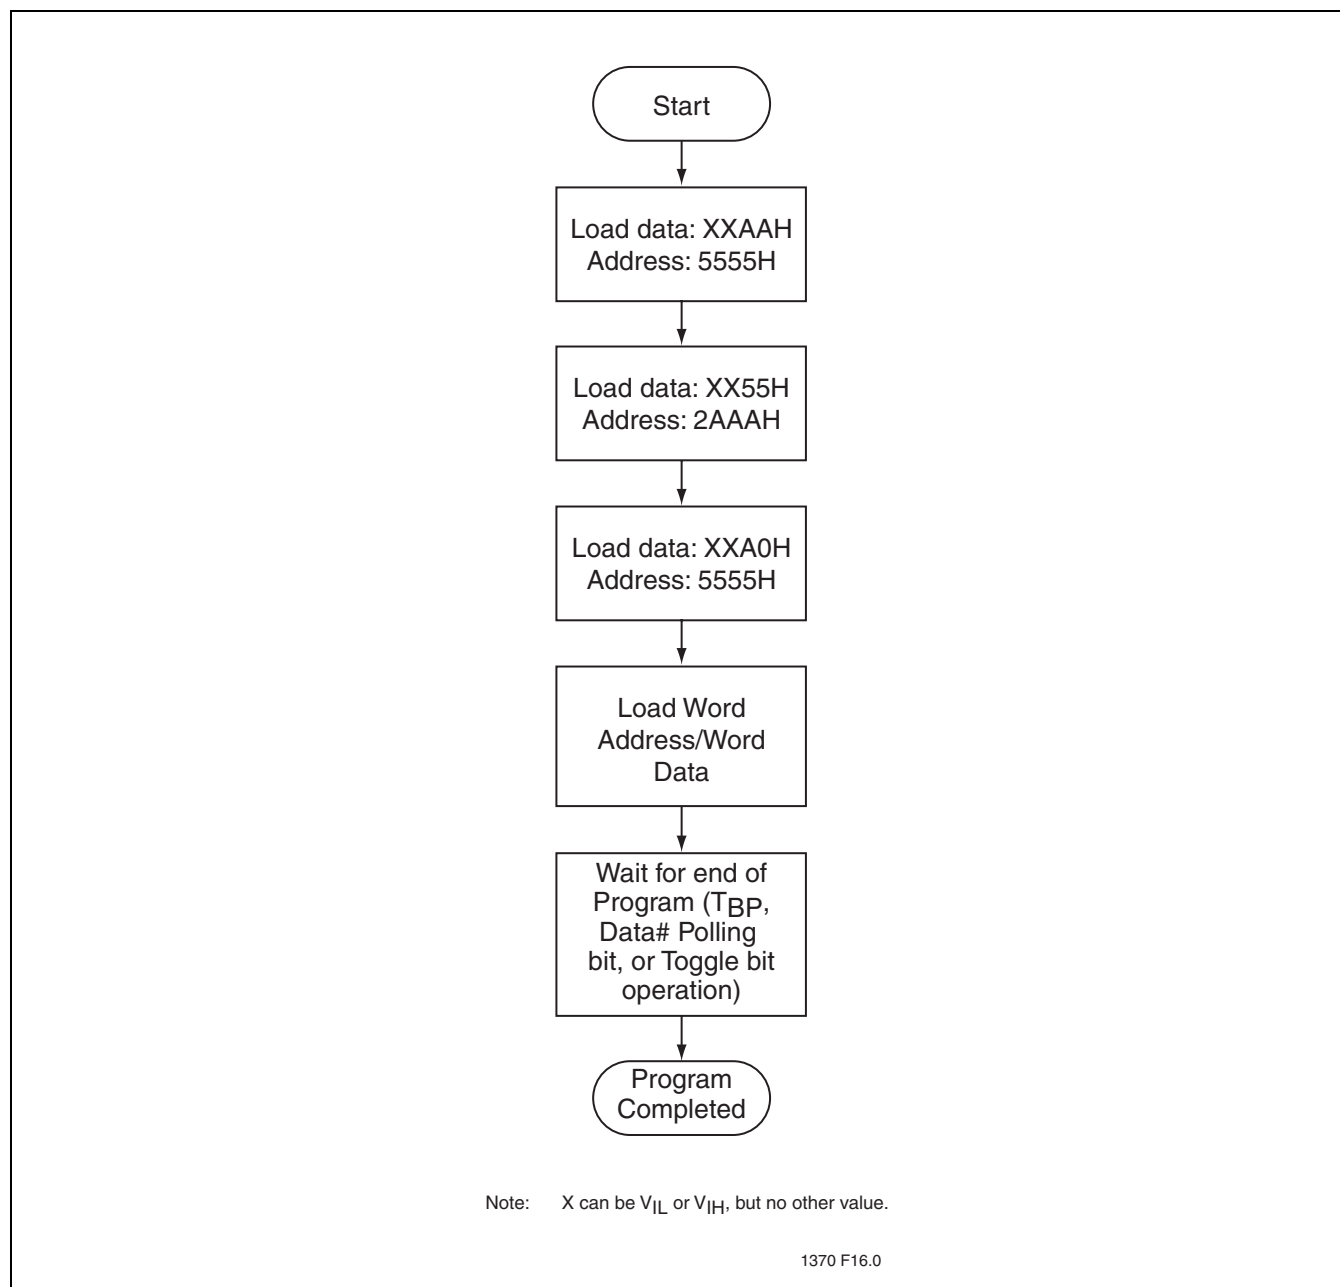 Start
Load data: XXAAH
Address: 5555H
Load data: XX55H
Address: 2AAAH
Load data: XXA0H
Address: 5555H
Load Word
Address/Word
Data
Wait for end of
Program (TBP,
Data# Polling
bit, or Toggle bit
operation)
Program
Completed
Note: X can be VIL or VIH, but no other value.
1370 F16.0